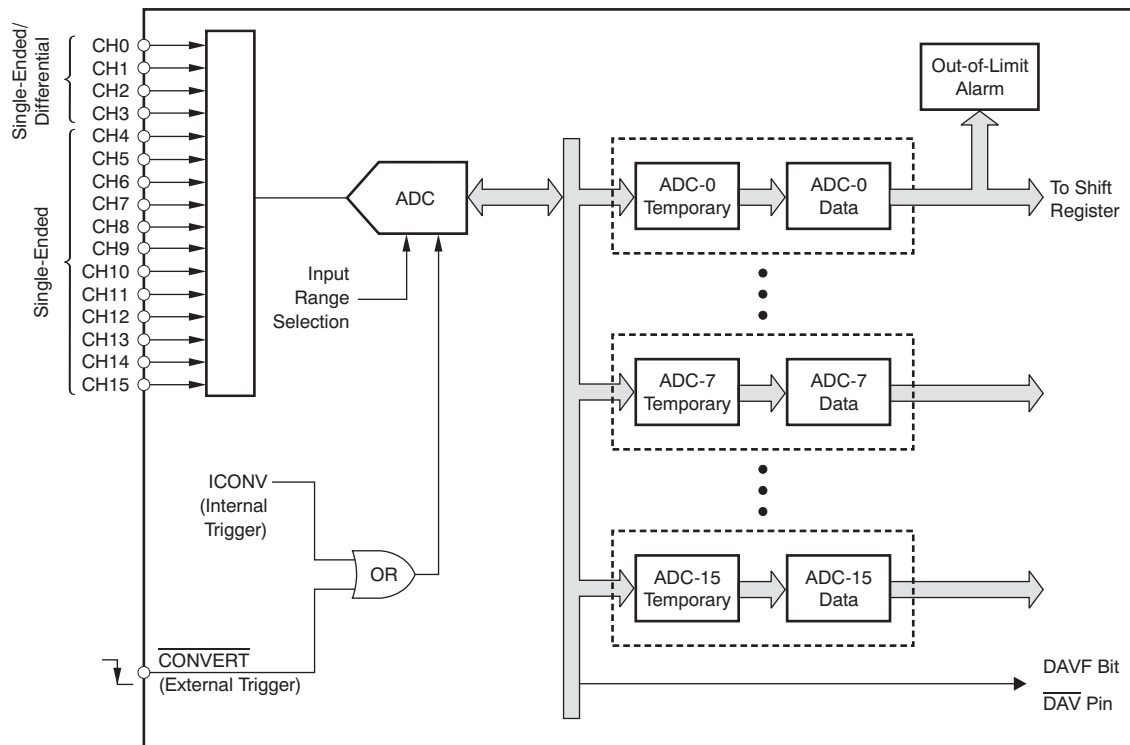 Single-Ended/
Differential
CH0
CH1
CH2
CH3
Single-Ended
CH4
CH5
CH6
CH7
CH8
CH9
CH10
CH11
CH12
CH13
CH14
CH15
ADC
Input
Range
Selection
ICONV
(Internal
Trigger)
OR
CONVERT
(External Trigger)
Out-of-Limit
Alarm
ADC-0
Temporary
ADC-0
Data
To Shift
Register
ADC-7
Temporary
ADC-7
Data
ADC-15
Temporary
ADC-15
Data
DAVF Bit
DAV Pin